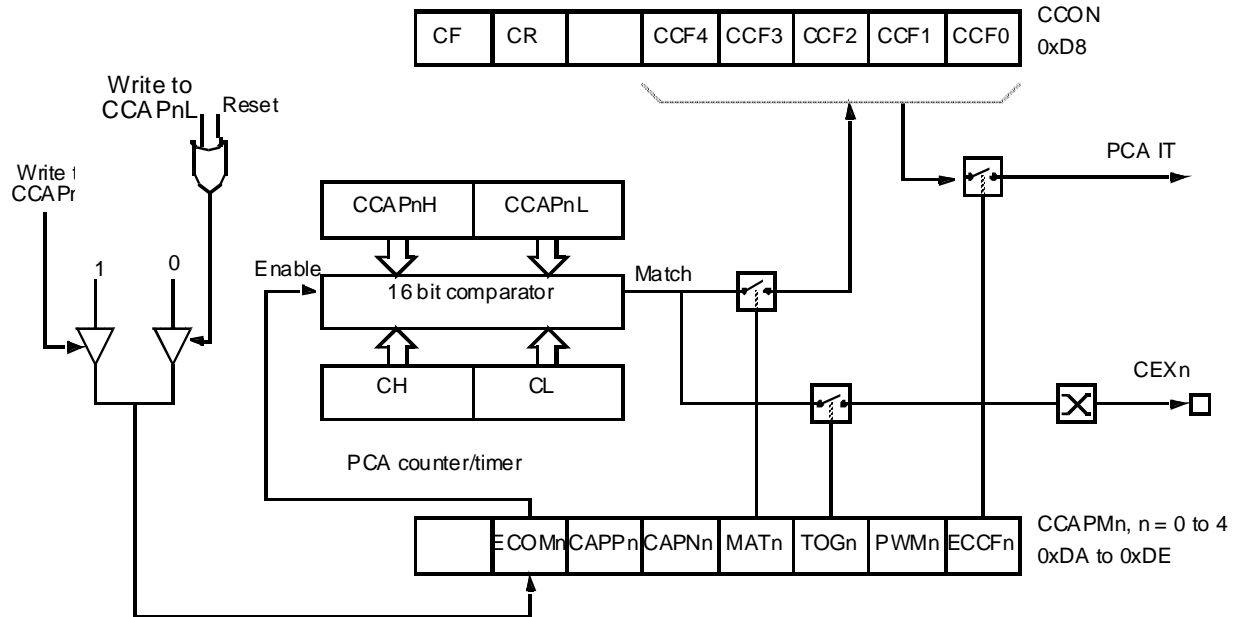 CF CR CCF4 CCF3 CCF2 CCF1 CCF0
CCON
0xD8
Write to
CCAPnL
Reset
Write
PCA IT
CCAPnH CCAPnL
1
0
Enable
16 bit comparator
Match
CH CL
CEXn
PCA counter/timer
ECOMn CAPPn CAPNn MATn TOGn PWMn ECCFn
CCAPMn, n = 0 to 4
0xDA to 0xDE